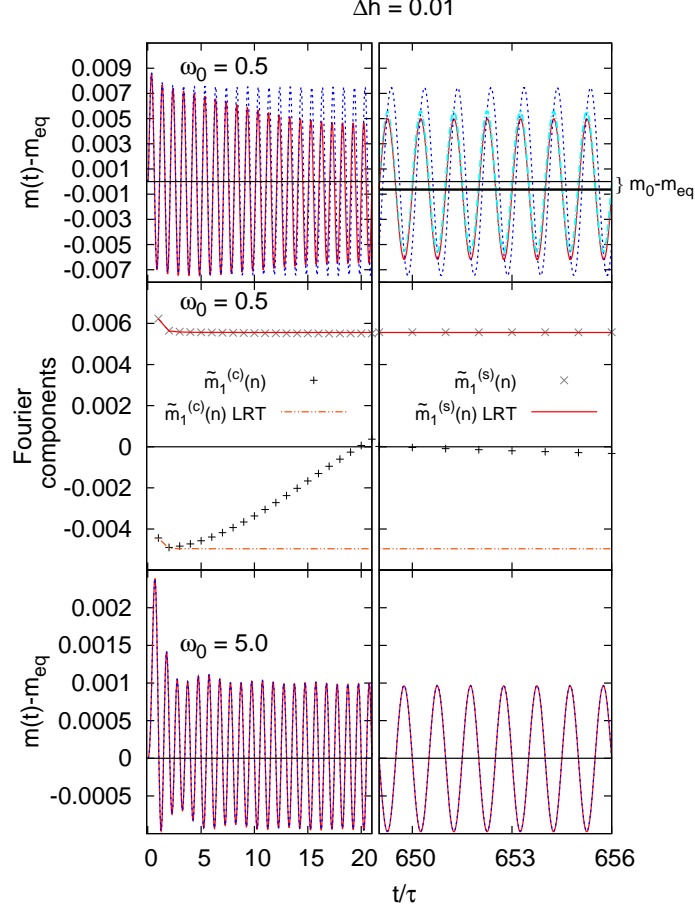 Δh = 0.01
m(t)-m_eq
0.009
0.007
0.005
0.003
0.001
-0.001
-0.003
-0.005
-0.007
ω₀ = 0.5
} m₀-m_eq
Fourier
components
0.006
0.004
0.002
0
-0.002
-0.004
ω₀ = 0.5
m̃₁⁽ᶜ⁾(n)
m̃₁⁽ᶜ⁾(n) LRT
m̃₁⁽ˢ⁾(n)
m̃₁⁽ˢ⁾(n) LRT
m(t)-m_eq
0.002
0.0015
0.001
0.0005
0
-0.0005
ω₀ = 5.0
0 5 10 15 20 650 653 656
t/τ